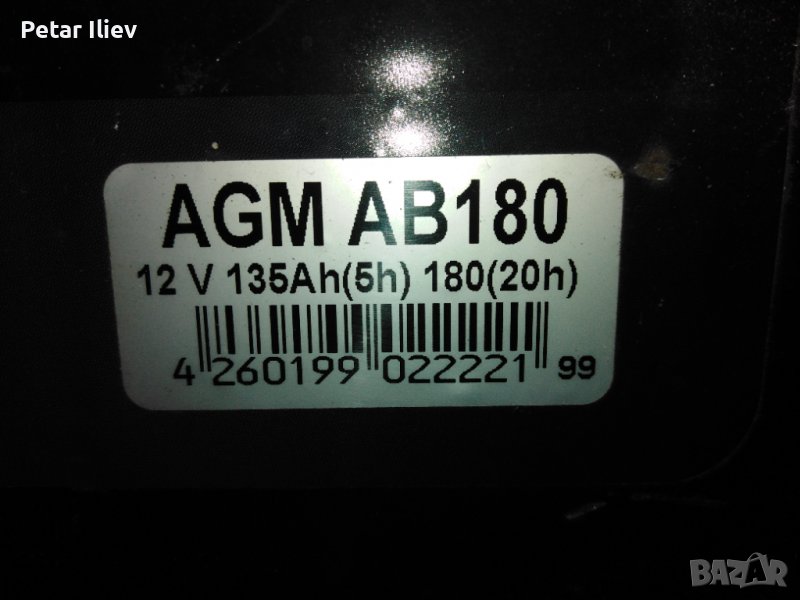 Petar Iliev
AGM AB180
12 V 135Ah(5h) 180(20h)
4 260199 022221 99
BAZAR